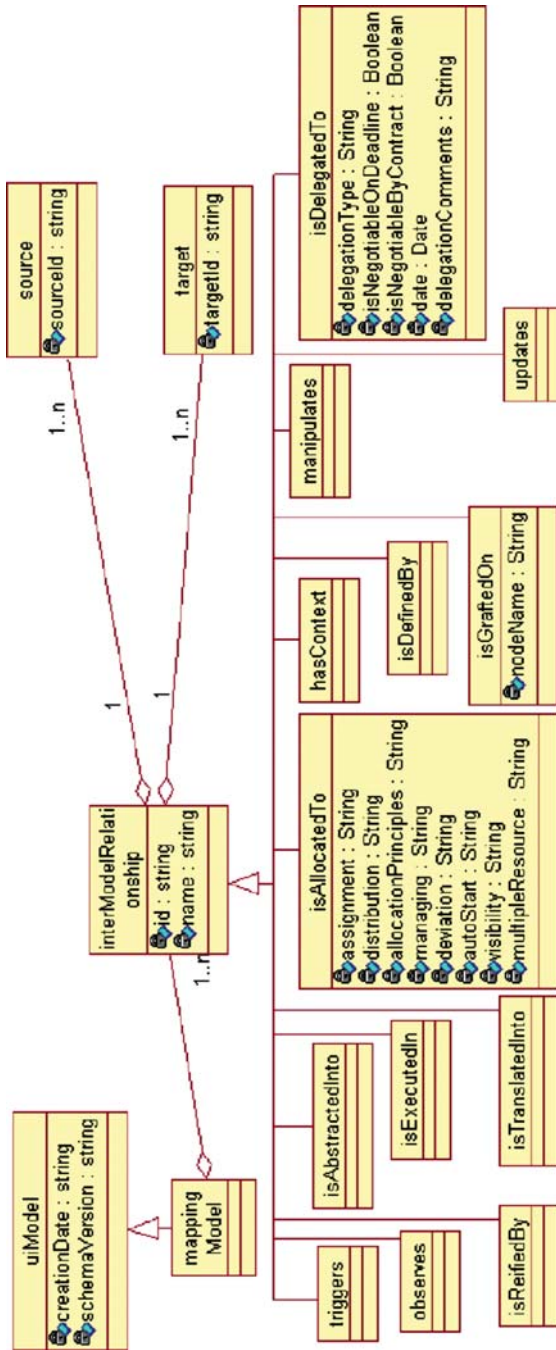 uiModel
creationDate : string
schemaVersion : string
mapping
Model
interModelRelati
onship
id : string
name : string
1..n
1
1
1..n
1..n
source
sourceId : string
target
targetId : string
triggers
observes
isReifiedBy
isAbstractedInto
isExecutedIn
isTranslatedInto
isAllocatedTo
assignment : String
distribution : String
allocationPrinciples : String
managing : String
deviation : String
autoStart : String
visibility : String
multipleResource : String
hasContext
isDefinedBy
isGraftedOn
nodeName : String
manipulates
updates
isDelegatedTo
delegationType : String
isNegotiableOnDeadline : Boolean
isNegotiableByContract : Boolean
date : Date
delegationComments : String